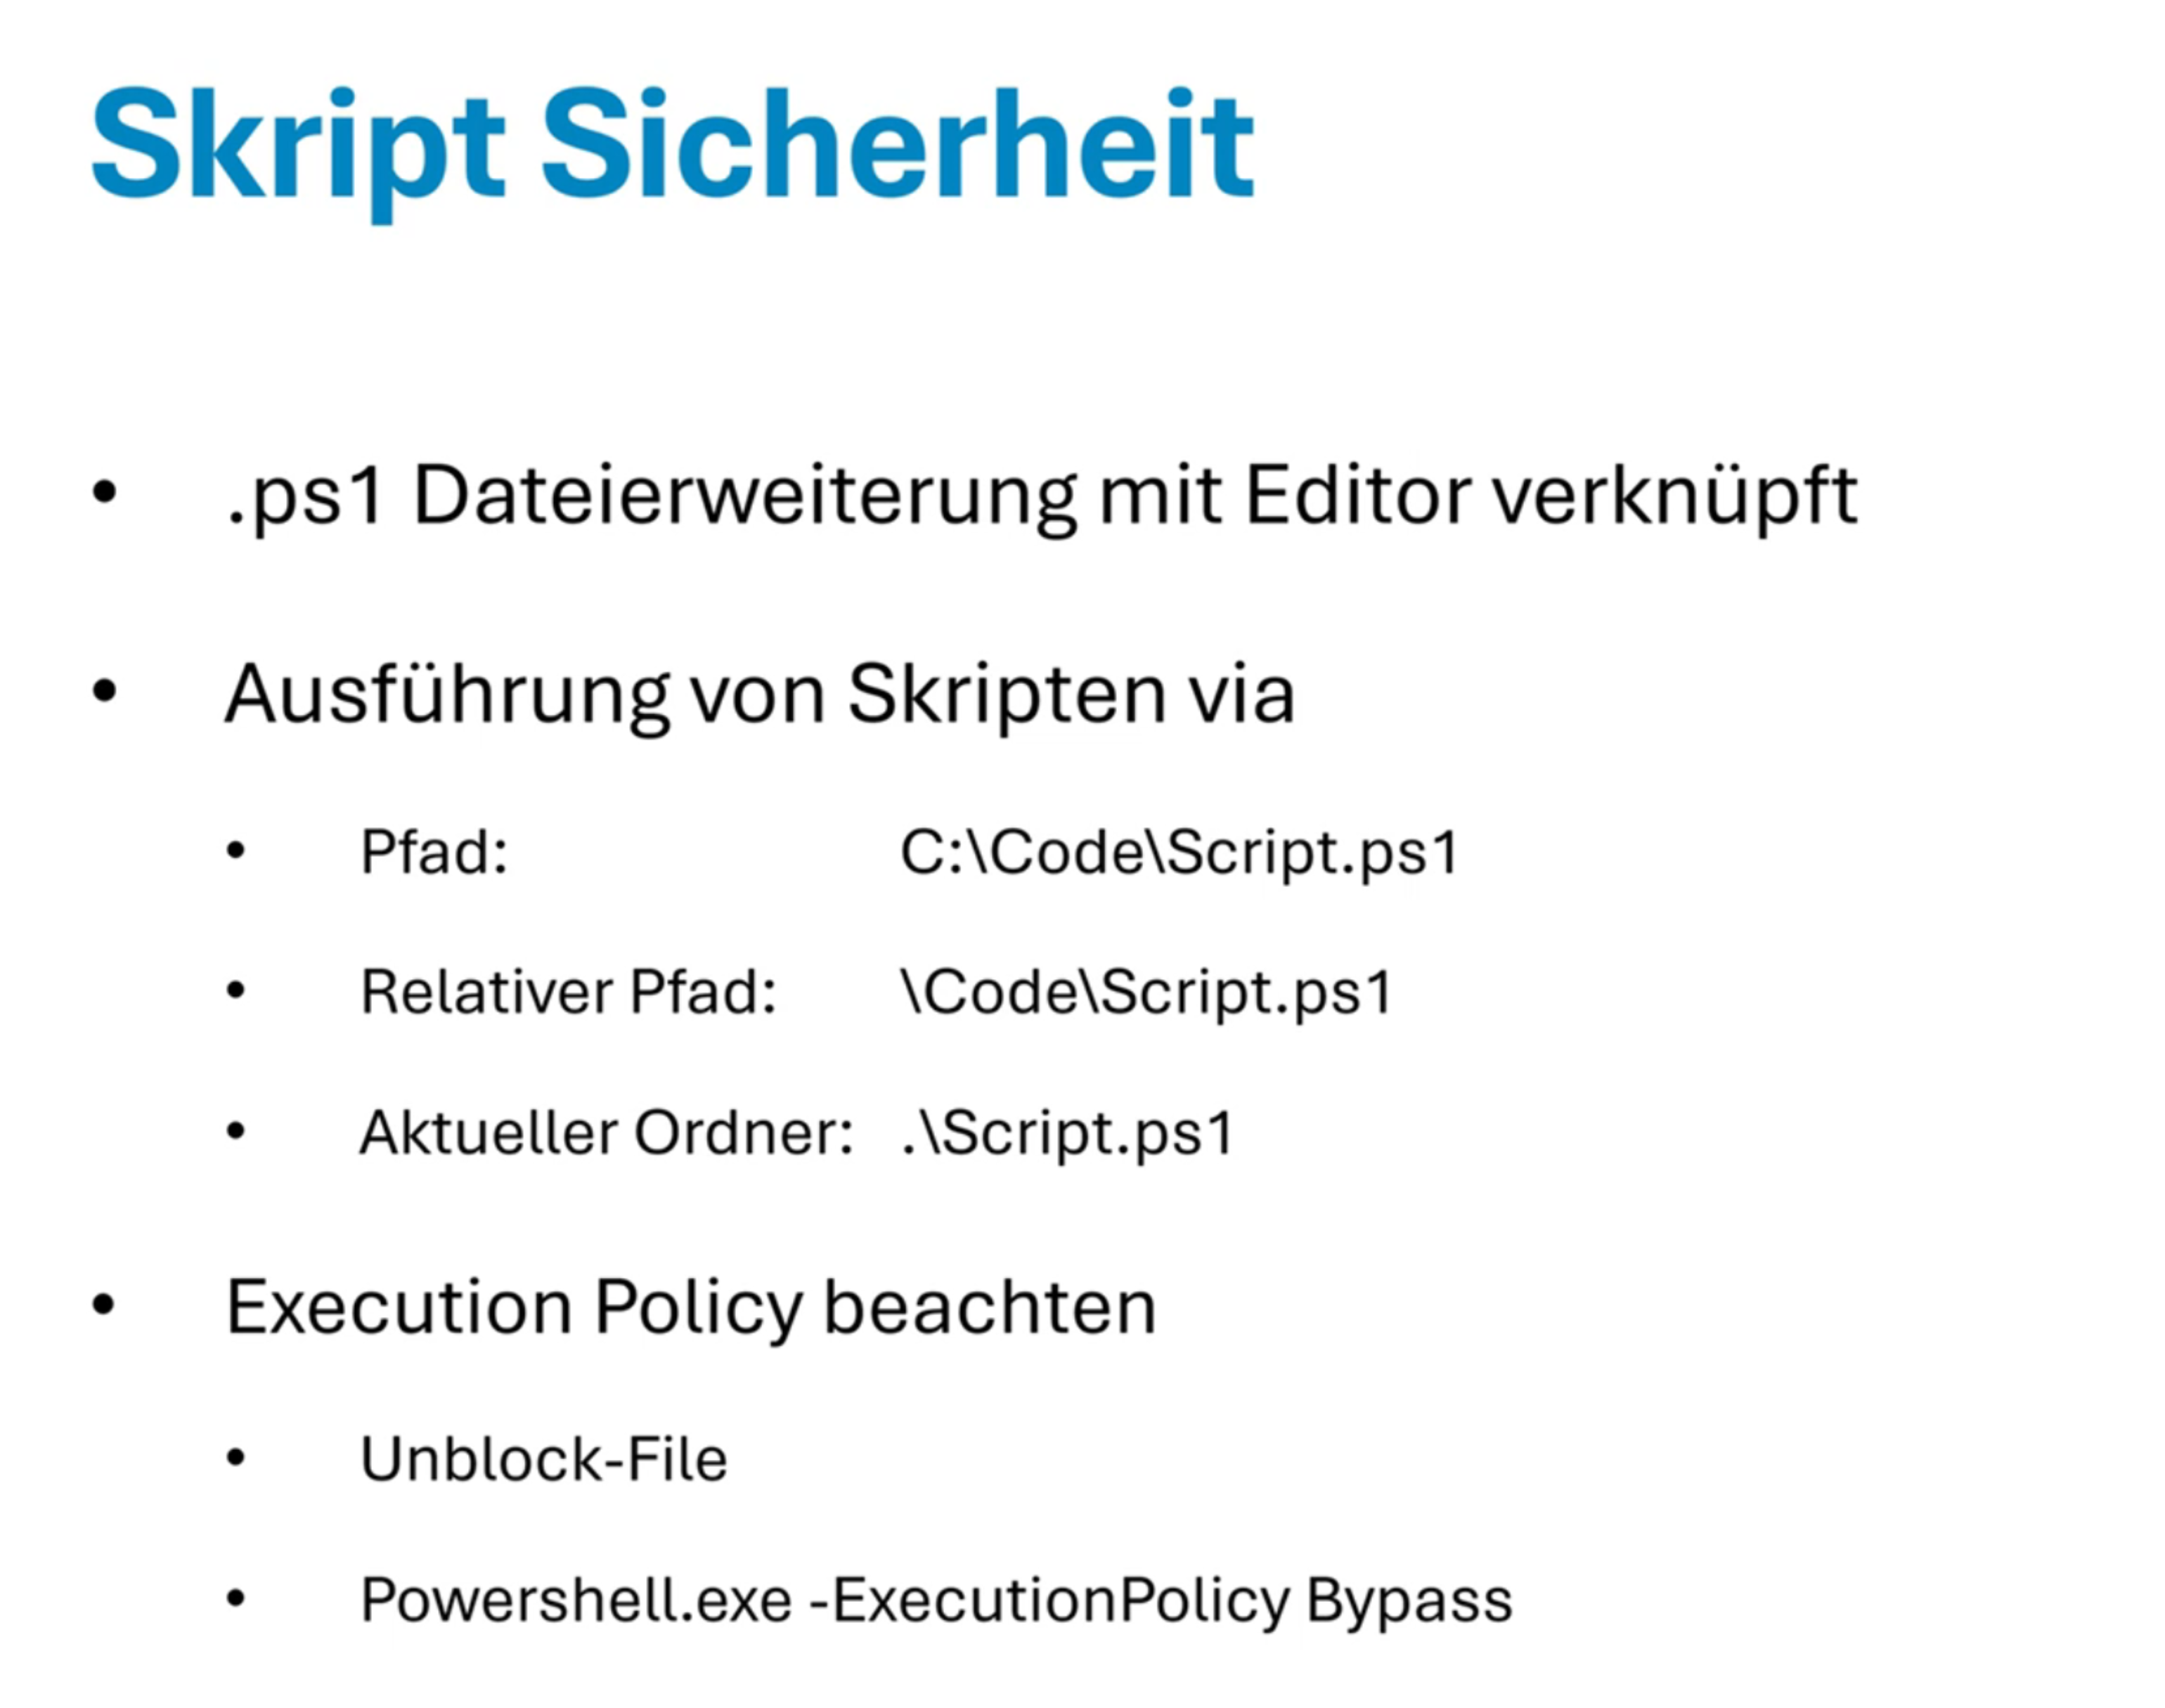 Skript Sicherheit
• .ps1 Dateierweiterung mit Editor verknüpft
• Ausführung von Skripten via
• Pfad: C:\Code\Script.ps1
• Relativer Pfad: \Code\Script.ps1
• Aktueller Ordner: .\Script.ps1
• Execution Policy beachten
• Unblock-File
• Powershell.exe -ExecutionPolicy Bypass